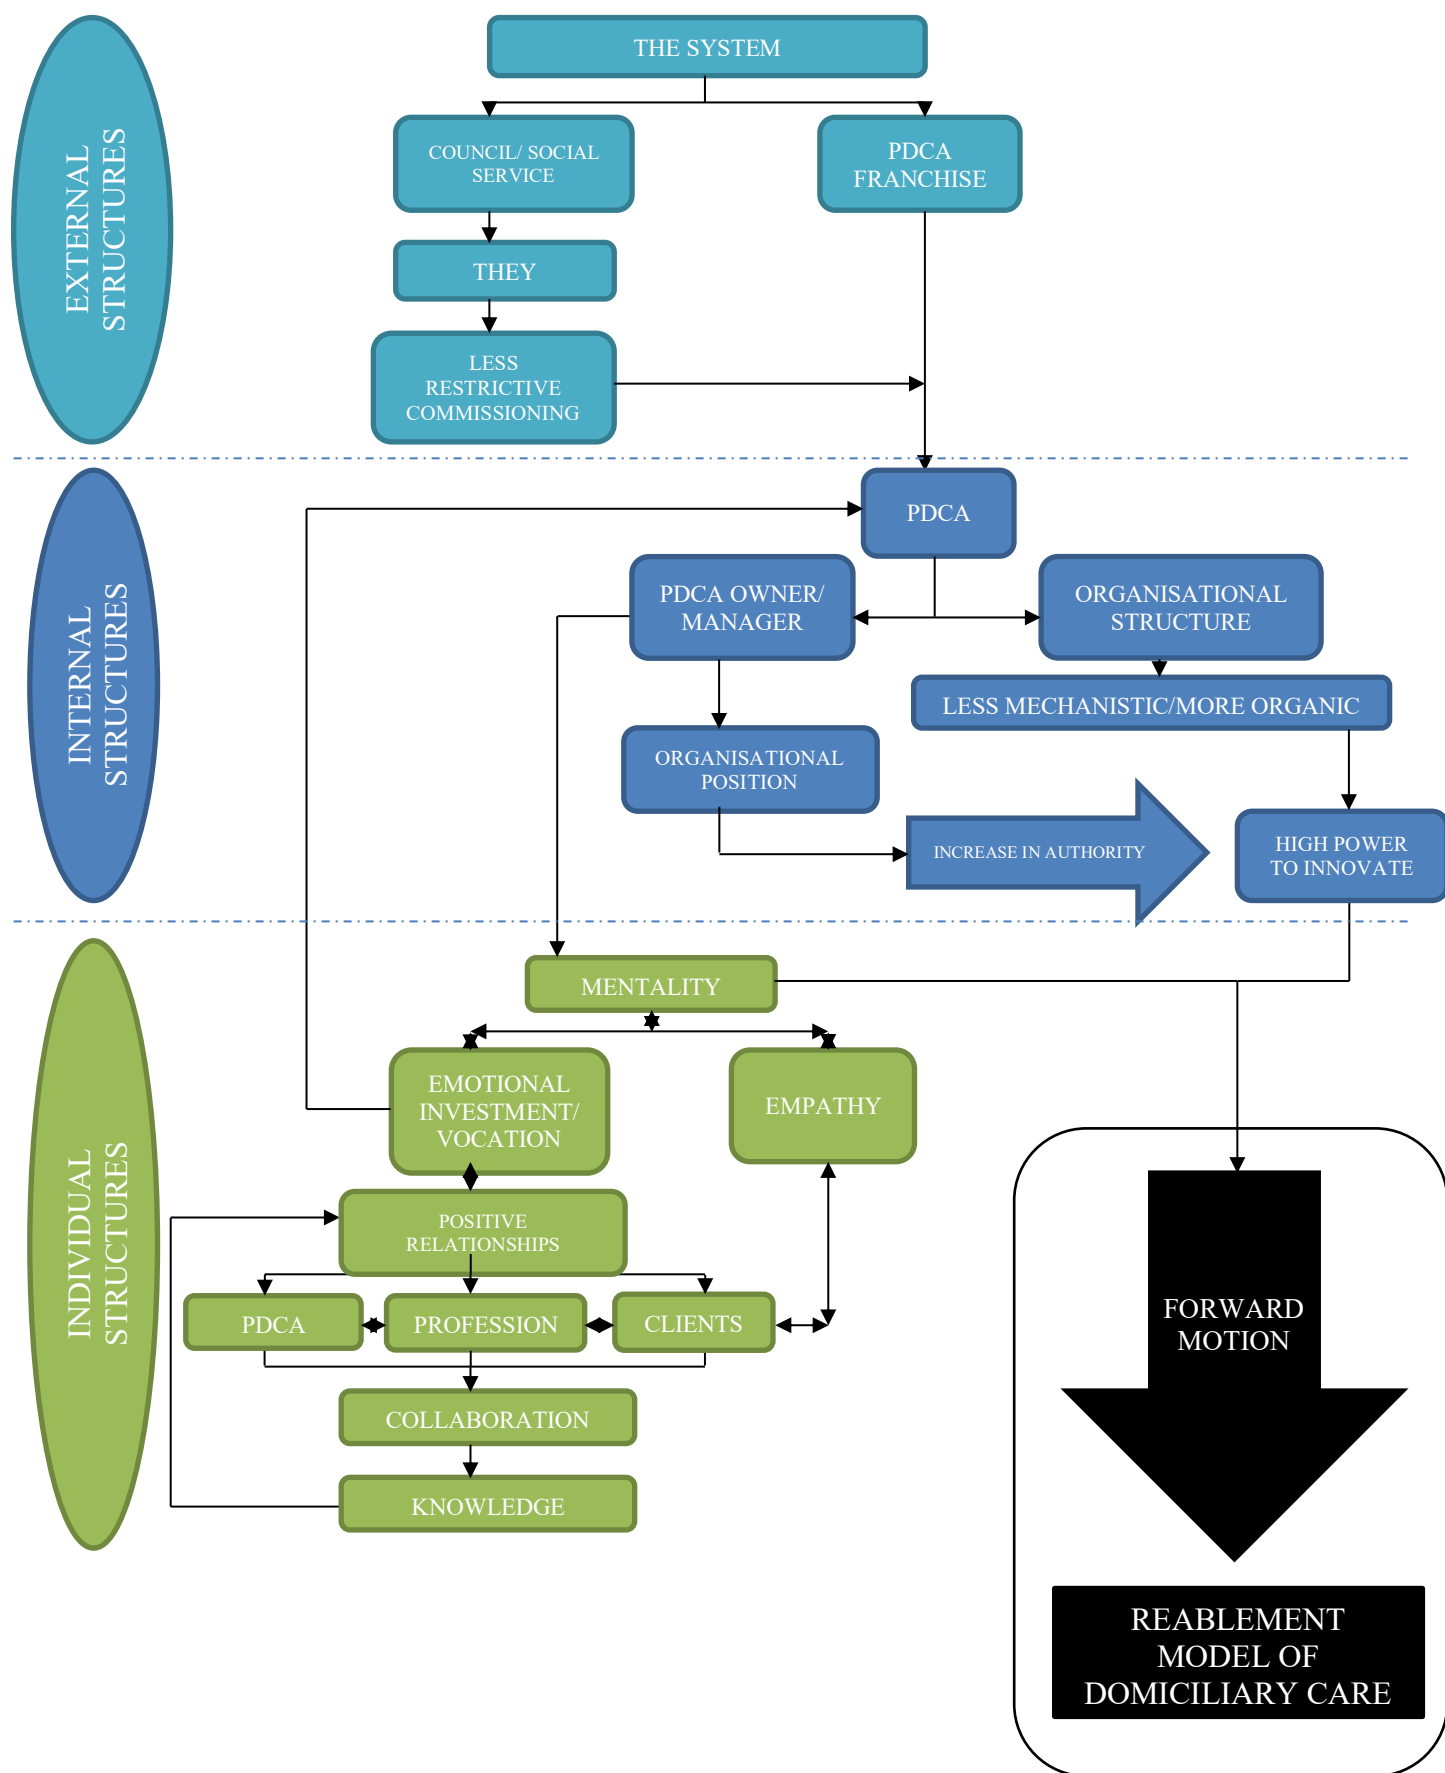 THE SYSTEM
EXTERNAL
STRUCTURES
COUNCIL/ SOCIAL
SERVICE
PDCA
FRANCHISE
THEY
LESS
RESTRICTIVE
COMMISSIONING
INTERNAL
STRUCTURES
PDCA
PDCA OWNER/
MANAGER
ORGANISATIONAL
STRUCTURE
LESS MECHANISTIC/MORE ORGANIC
ORGANISATIONAL
POSITION
INCREASE IN AUTHORITY
HIGH POWER
TO INNOVATE
INDIVIDUAL
STRUCTURES
MENTALITY
EMOTIONAL
INVESTMENT/
VOCATION
EMPATHY
POSITIVE
RELATIONSHIPS
PDCA
PROFESSION
CLIENTS
COLLABORATION
KNOWLEDGE
FORWARD
MOTION
REABLEMENT
MODEL OF
DOMICILIARY CARE